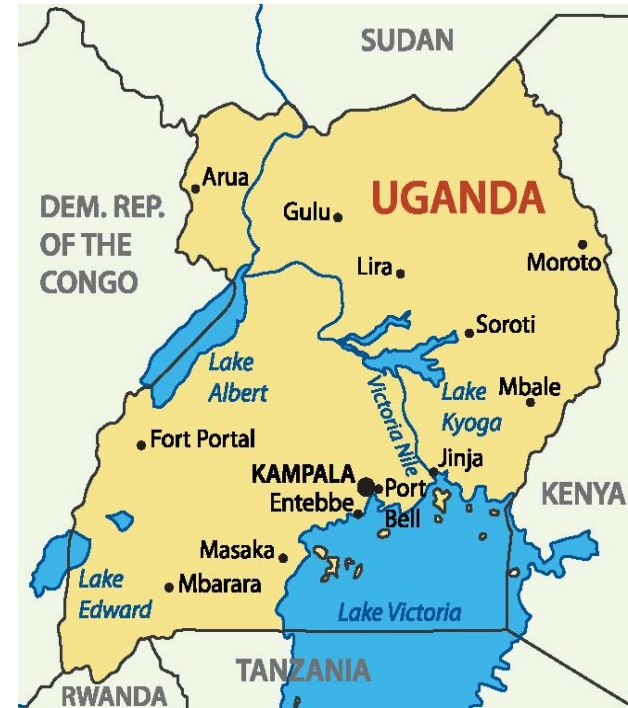 SUDAN
Arua
UGANDA
DEM. REP.
OF THE
CONGO
Gulu
Lira
Moroto
Soroti
Lake
Albert
Victoria Nile
Lake
Kyoga
Mbale
Fort Portal
Jinja
KAMPALA
Port
Bell
Entebbe
KENYA
Masaka
Lake
Edward
Mbarara
Lake Victoria
TANZANIA
RWANDA